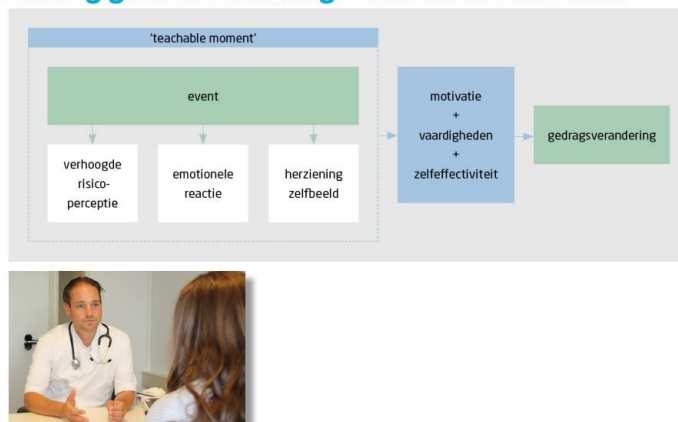 'teachable moment'
event
verhoogde
risico-
perceptie
emotionele
reactie
herziening
zelfbeeld
motivatie
+
vaardigheden
+
zelfeffectiviteit
gedragsverandering